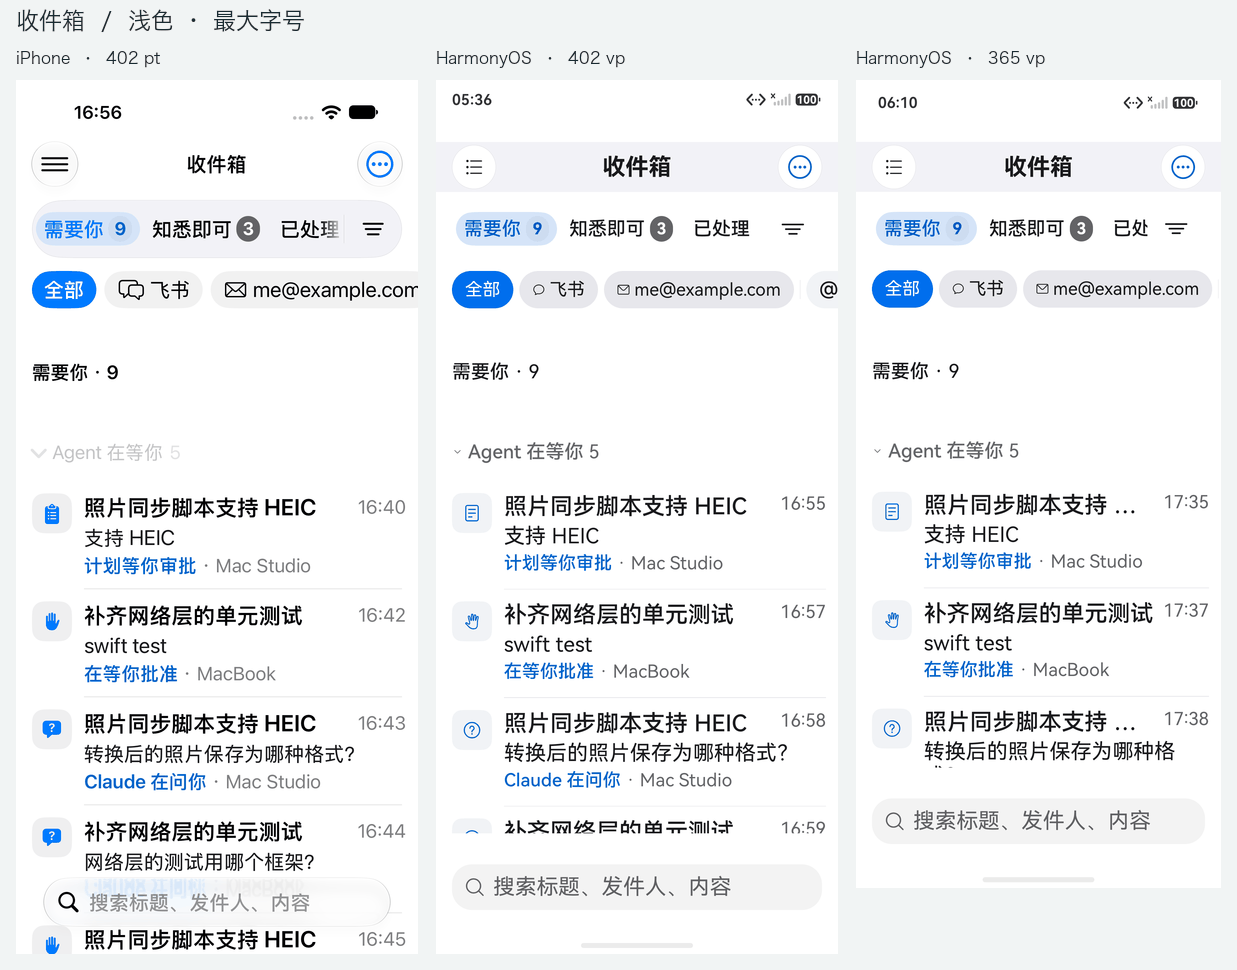 收件箱 / 浅色 · 最大字号
iPhone · 402 pt
16:56
收件箱
需要你 9 知悉即可 3 已处理
全部 飞书 me@example.com
需要你 · 9
Agent 在等你 5
照片同步脚本支持 HEIC 16:40
支持 HEIC
计划等你审批 · Mac Studio
补齐网络层的单元测试 16:42
swift test
在等你批准 · MacBook
照片同步脚本支持 HEIC 16:43
转换后的照片保存为哪种格式?
Claude 在问你 · Mac Studio
补齐网络层的单元测试 16:44
网络层的测试用哪个框架?
搜索标题、发件人、内容
照片同步脚本支持 HEIC 16:45
HarmonyOS · 402 vp
05:36 100
收件箱
需要你 9 知悉即可 3 已处理
全部 飞书 me@example.com @
需要你 · 9
Agent 在等你 5
照片同步脚本支持 HEIC 16:55
支持 HEIC
计划等你审批 · Mac Studio
补齐网络层的单元测试 16:57
swift test
在等你批准 · MacBook
照片同步脚本支持 HEIC 16:58
转换后的照片保存为哪种格式?
Claude 在问你 · Mac Studio
补齐网络层的单元测试 16:59
搜索标题、发件人、内容
HarmonyOS · 365 vp
06:10 100
收件箱
需要你 9 知悉即可 3 已处
全部 飞书 me@example.com
需要你 · 9
Agent 在等你 5
照片同步脚本支持 ... 17:35
支持 HEIC
计划等你审批 · Mac Studio
补齐网络层的单元测试 17:37
swift test
在等你批准 · MacBook
照片同步脚本支持 ... 17:38
转换后的照片保存为哪种格
搜索标题、发件人、内容